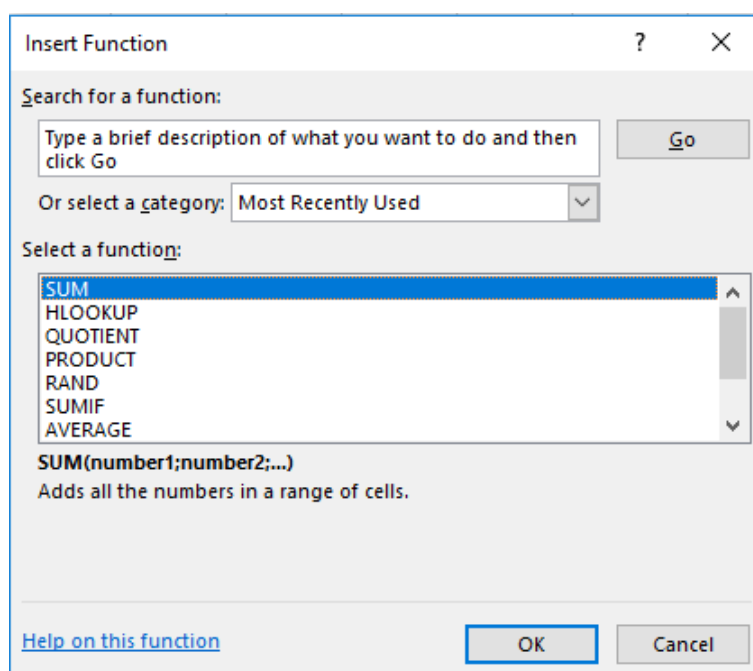 Insert Function
?
Search for a function:
Type a brief description of what you want to do and then
click Go
Go
Or select a category: Most Recently Used
Select a function:
SUM
HLOOKUP
QUOTIENT
PRODUCT
RAND
SUMIF
AVERAGE
SUM(number1;number2;...)
Adds all the numbers in a range of cells.
Help on this function
OK
Cancel